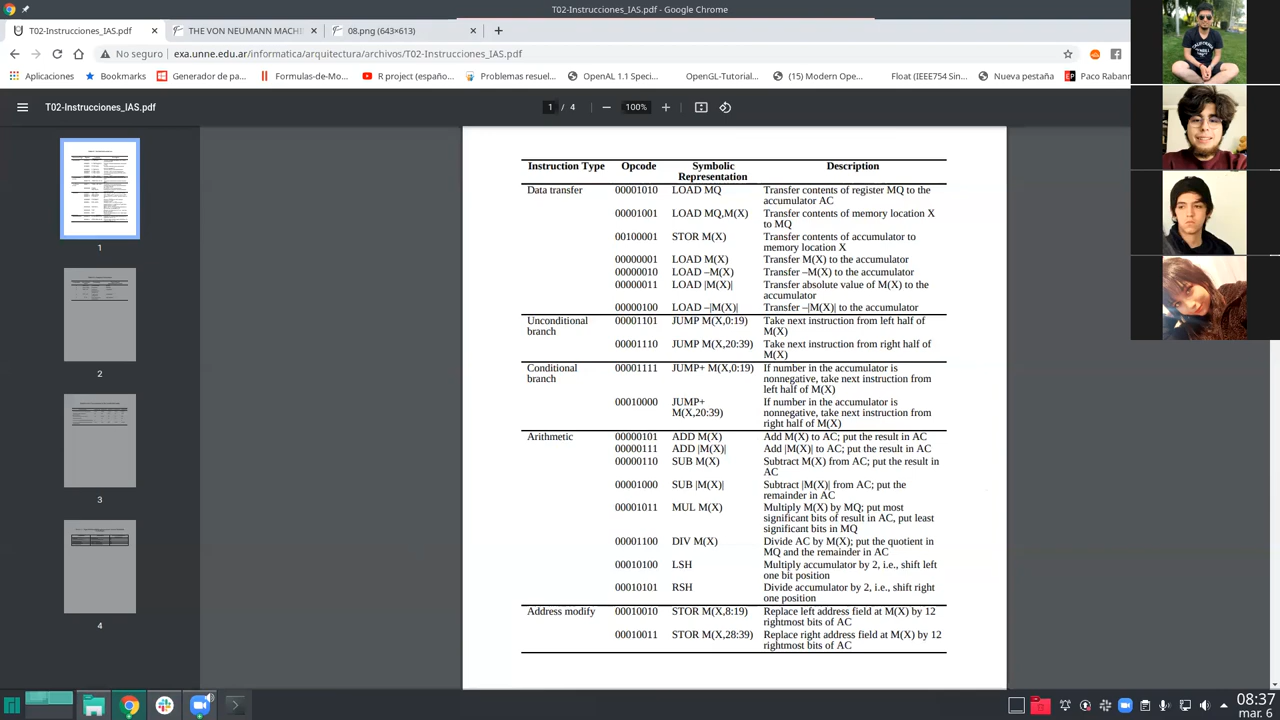 T02-Instrucciones_IAS.pdf - Google Chrome
T02-Instrucciones_IAS.pdf
THE VON NEUMANN MACHI
08.png (643×613)
No seguro
exa.unne.edu.ar/informatica/arquitectura/archivos/T02-Instrucciones_IAS.pdf
Aplicaciones
Bookmarks
Generador de pa...
Formulas-de-Mo...
R project (españo...
Problemas resuel...
OpenAL 1.1 Speci...
OpenGL-Tutorial...
(15) Modern Ope...
Float (IEEE754 Sin...
Nueva pestaña
Paco Rabann
T02-Instrucciones_IAS.pdf
1 / 4
100%
1
2
3
4
Instruction Type Opcode Symbolic Description
Representation
Data transfer 00001010 LOAD MQ Transfer contents of register MQ to the
accumulator AC
00001001 LOAD MQ,M(X) Transfer contents of memory location X
to MQ
00100001 STOR M(X) Transfer contents of accumulator to
memory location X
00000001 LOAD M(X) Transfer M(X) to the accumulator
00000010 LOAD –M(X) Transfer –M(X) to the accumulator
00000011 LOAD |M(X)| Transfer absolute value of M(X) to the
accumulator
00000100 LOAD –|M(X)| Transfer –|M(X)| to the accumulator
Unconditional 00001101 JUMP M(X,0:19) Take next instruction from left half of
branch M(X)
00001110 JUMP M(X,20:39) Take next instruction from right half of
M(X)
Conditional 00001111 JUMP+ M(X,0:19) If number in the accumulator is
branch nonnegative, take next instruction from
left half of M(X)
00010000 JUMP+ If number in the accumulator is
M(X,20:39) nonnegative, take next instruction from
right half of M(X)
Arithmetic 00000101 ADD M(X) Add M(X) to AC; put the result in AC
00000111 ADD |M(X)| Add |M(X)| to AC; put the result in AC
00000110 SUB M(X) Subtract M(X) from AC; put the result in
AC
00001000 SUB |M(X)| Subtract |M(X)| from AC; put the
remainder in AC
00001011 MUL M(X) Multiply M(X) by MQ; put most
significant bits of result in AC, put least
significant bits in MQ
00001100 DIV M(X) Divide AC by M(X); put the quotient in
MQ and the remainder in AC
00010100 LSH Multiply accumulator by 2, i.e., shift left
one bit position
00010101 RSH Divide accumulator by 2, i.e., shift right
one position
Address modify 00010010 STOR M(X,8:19) Replace left address field at M(X) by 12
rightmost bits of AC
00010011 STOR M(X,28:39) Replace right address field at M(X) by 12
rightmost bits of AC
08:37
mar. 6